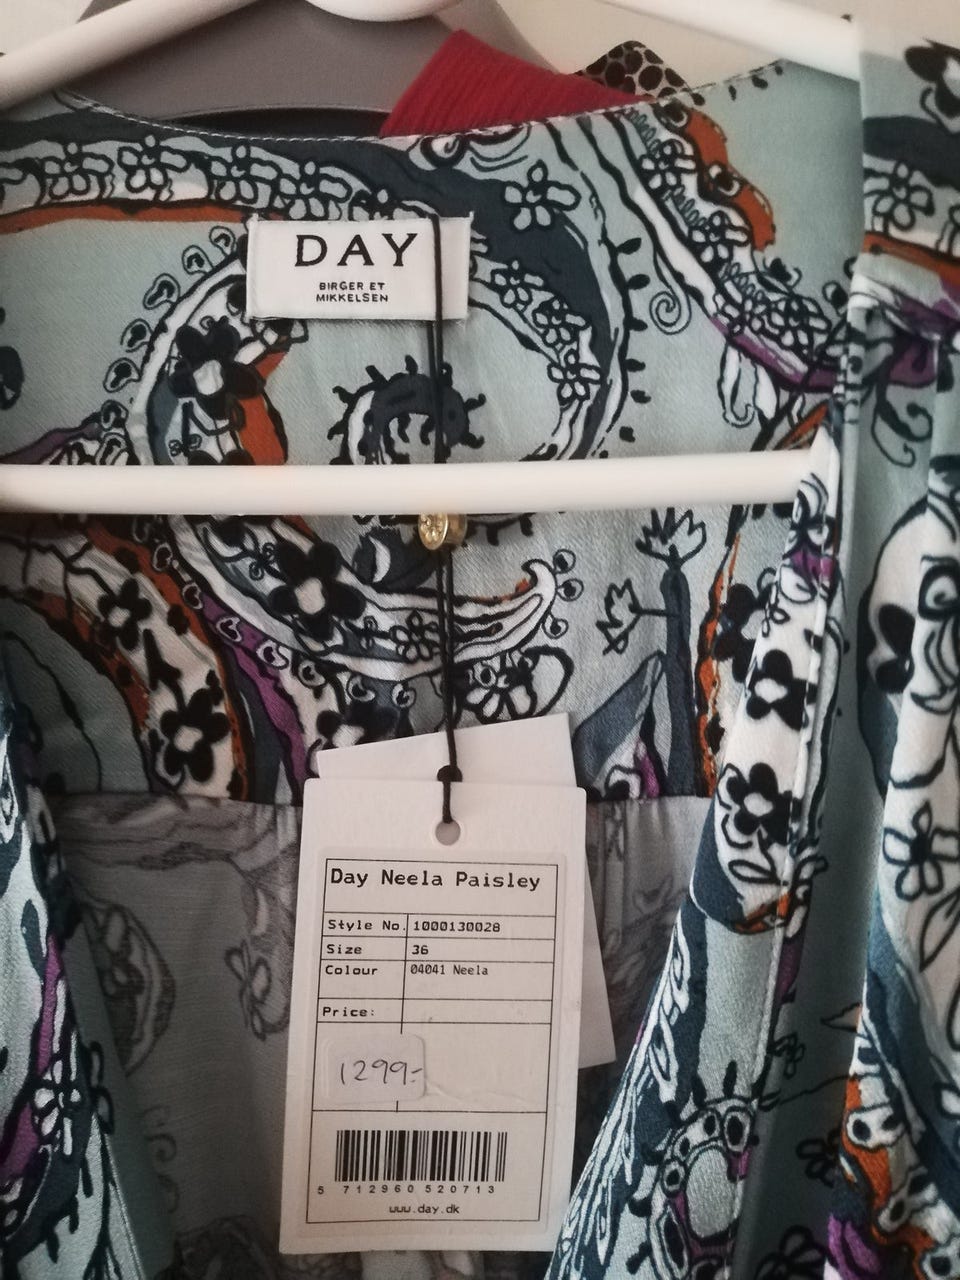 DAY
BIRGER ET
MIKKELSEN
Day Neela Paisley
Style No. 1000130028
Size 36
Colour 04041 Neela
Price:
1299.-
5 712960 520713
www.day.dk